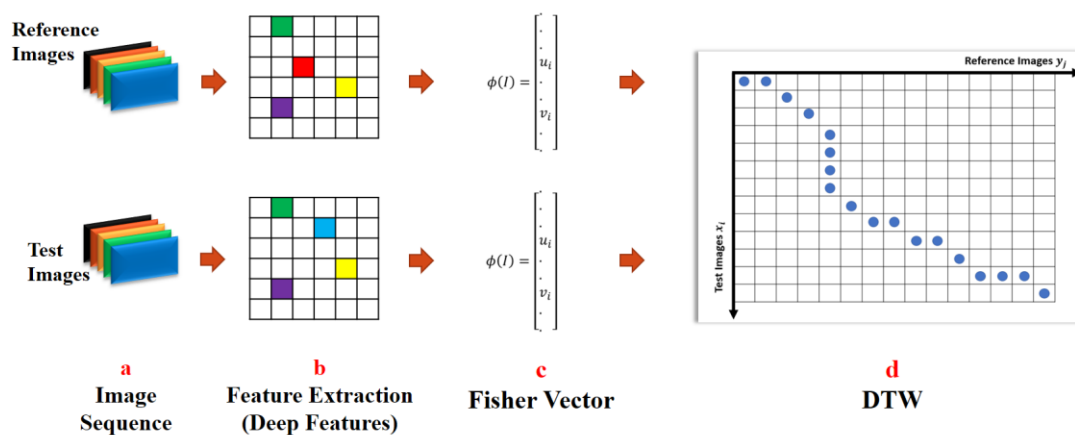 Reference
Images
ϕ(I) =
.
.
u_i
.
.
v_i
.
Reference Images y_j
Test Images x_i
Test
Images
ϕ(I) =
.
.
u_i
.
.
v_i
.
a
Image
Sequence
b
Feature Extraction
(Deep Features)
c
Fisher Vector
d
DTW